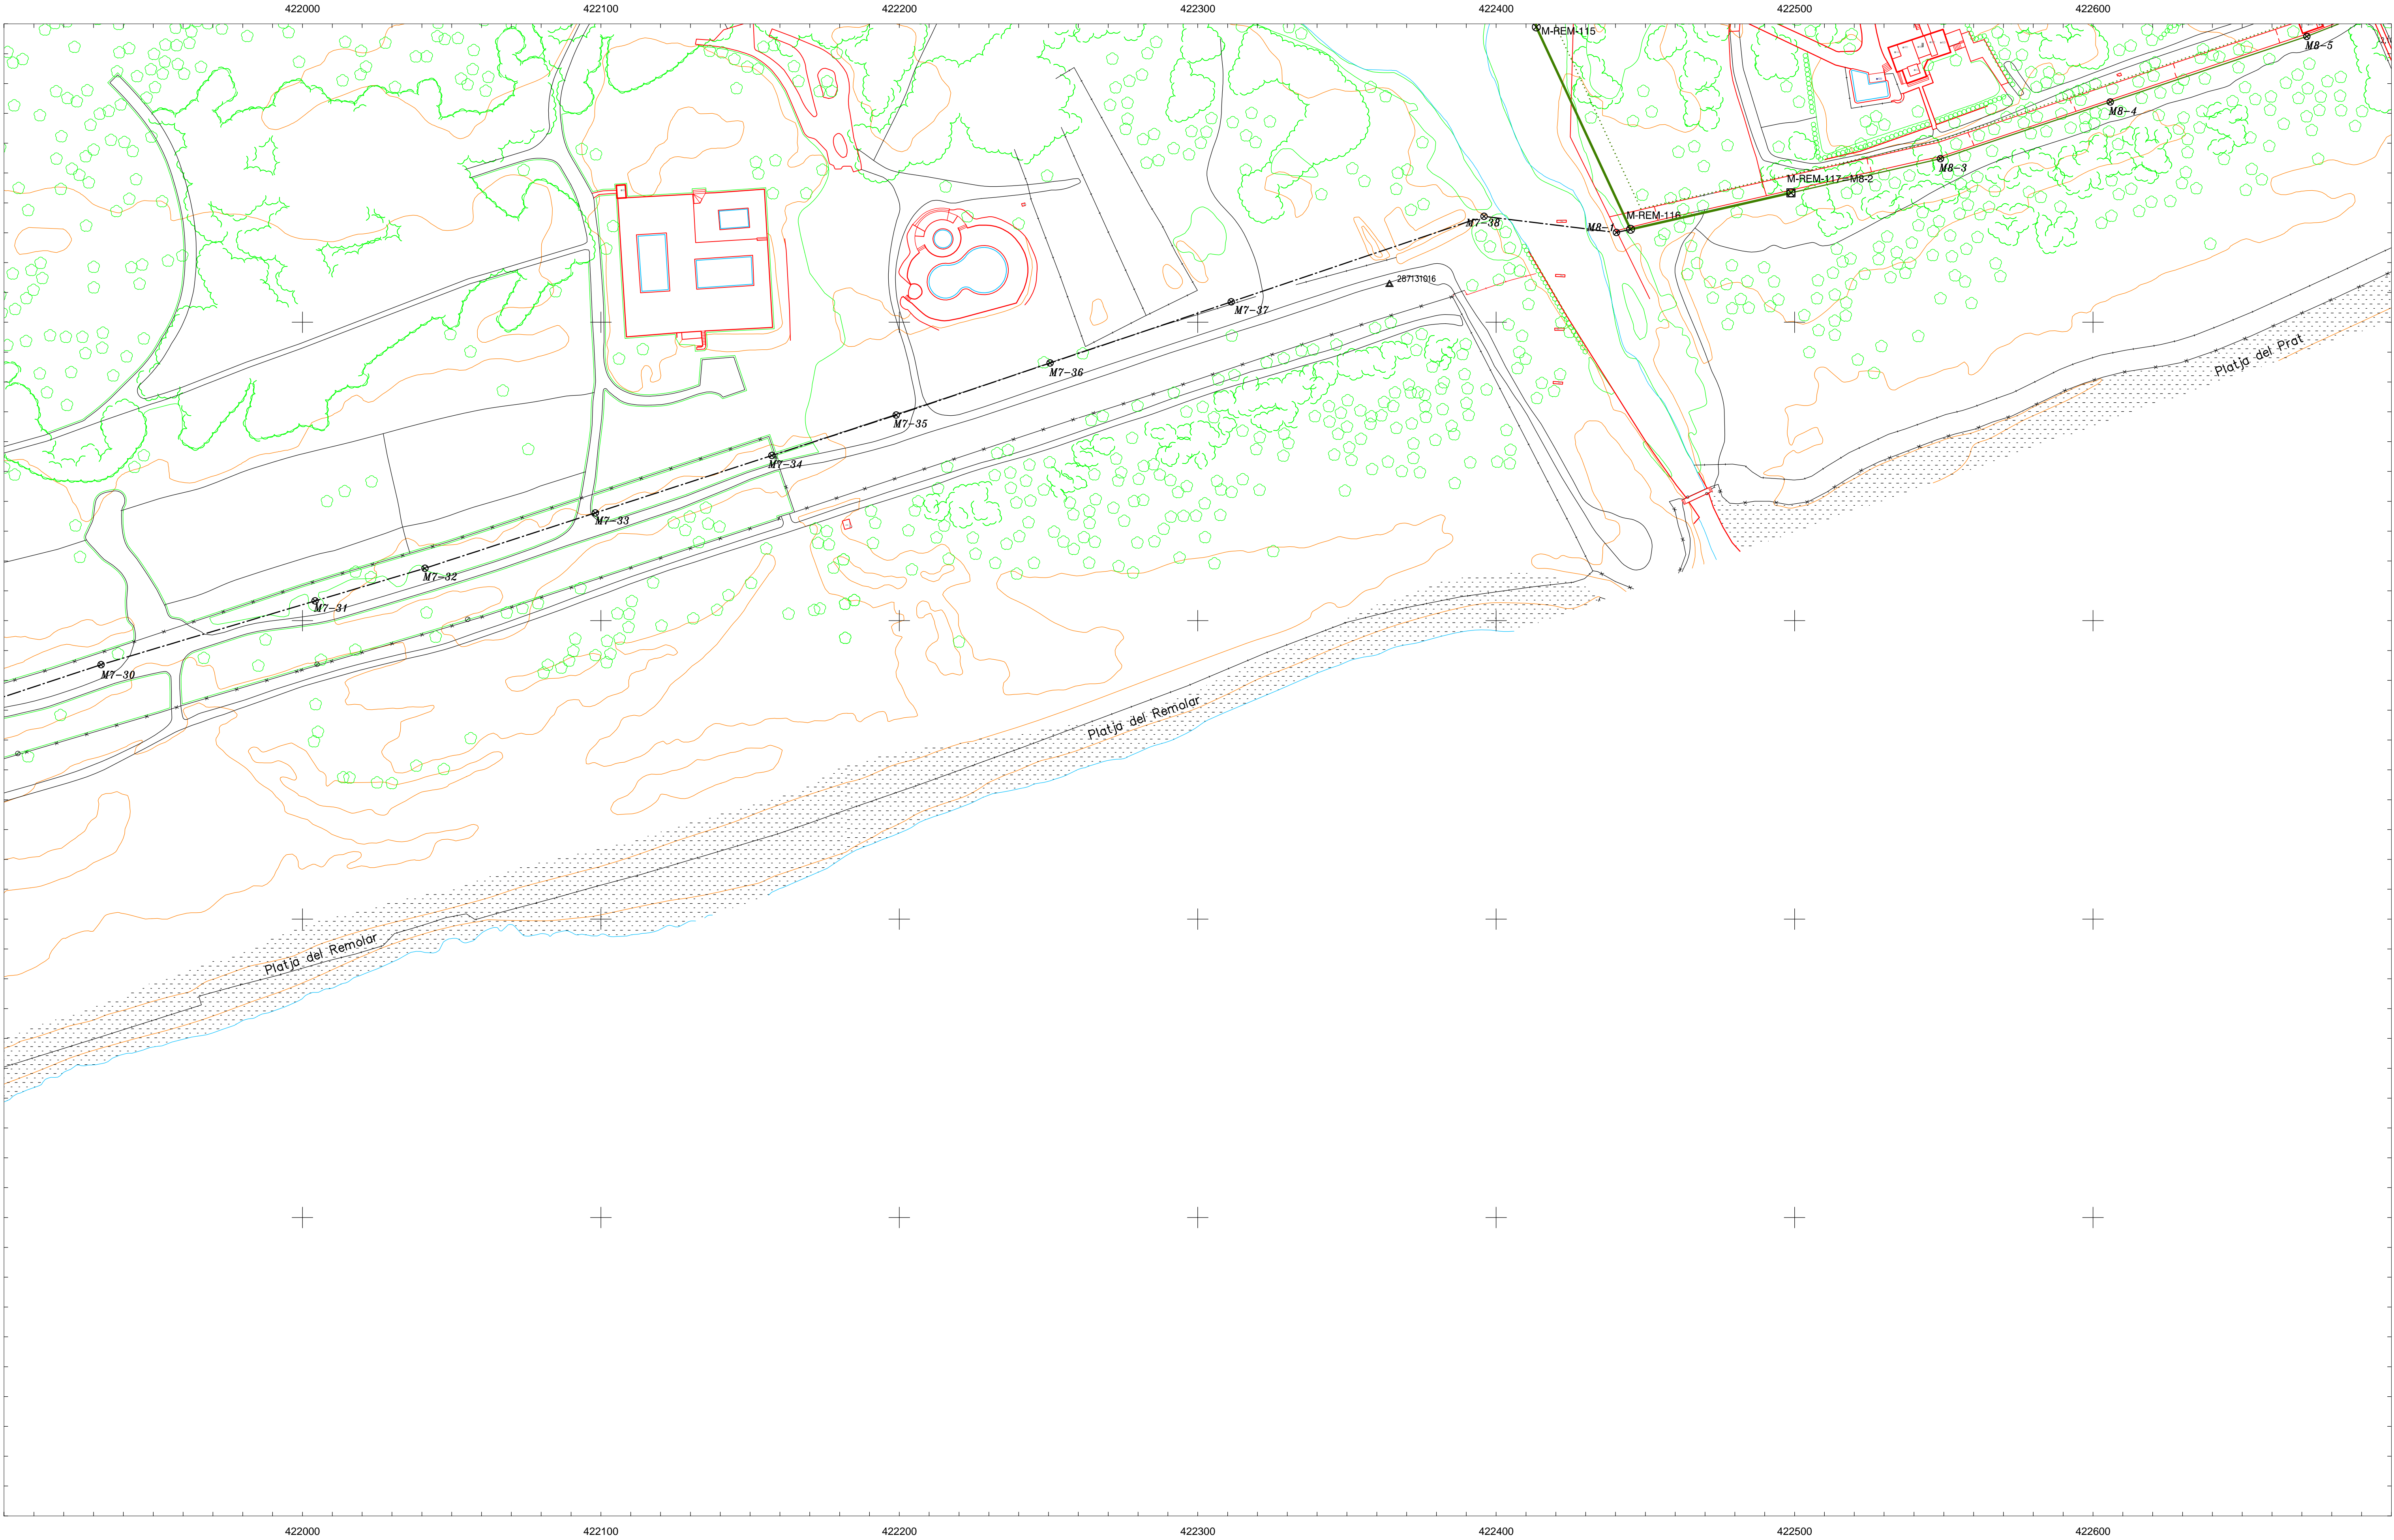 422000 422100 422200 422300 422400 422500 422600
M-REM-115
M8-5
M8-4
M8-3
M-REM-117=M8-2
M-REM-116
M8-1
M7-38
287131016
M7-37
M7-36
M7-35
M7-34
M7-33
M7-32
M7-31
M7-30
Platja del Prat
Platja del Remolar
Platja del Remolar
422000 422100 422200 422300 422400 422500 422600